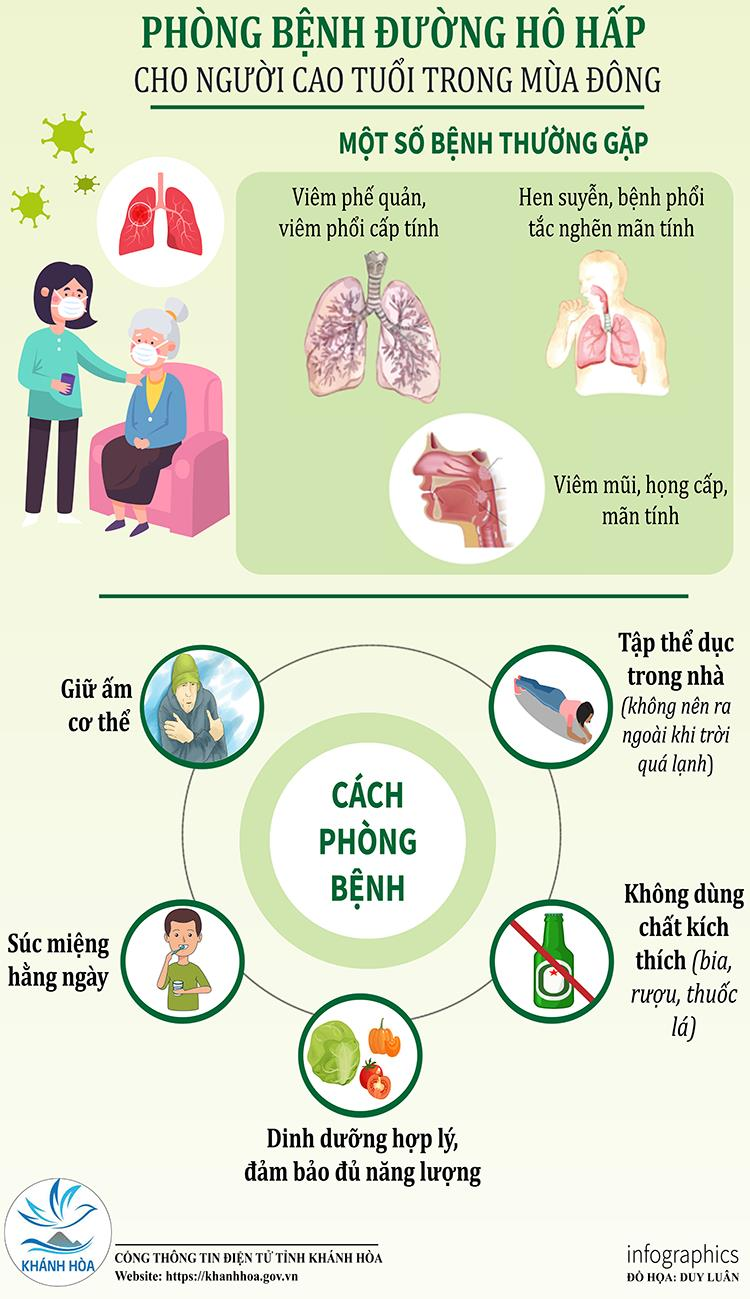 PHÒNG BỆNH ĐƯỜNG HÔ HẤP
CHO NGƯỜI CAO TUỔI TRONG MÙA ĐÔNG
MỘT SỐ BỆNH THƯỜNG GẶP
Viêm phế quản,
viêm phổi cấp tính
Hen suyễn, bệnh phổi
tắc nghẽn mãn tính
Viêm mũi, họng cấp,
mãn tính
Giữ ấm
cơ thể
Tập thể dục
trong nhà
(không nên ra
ngoài khi trời
quá lạnh)
CÁCH
PHÒNG
BỆNH
Súc miệng
hằng ngày
Không dùng
chất kích
thích (bia,
rượu, thuốc
lá)
Dinh dưỡng hợp lý,
đảm bảo đủ năng lượng
KHÁNH HÒA
CỔNG THÔNG TIN ĐIỆN TỬ TỈNH KHÁNH HÒA
Website: https://khanhhoa.gov.vn
infographics
ĐỒ HỌA: DUY LUÂN